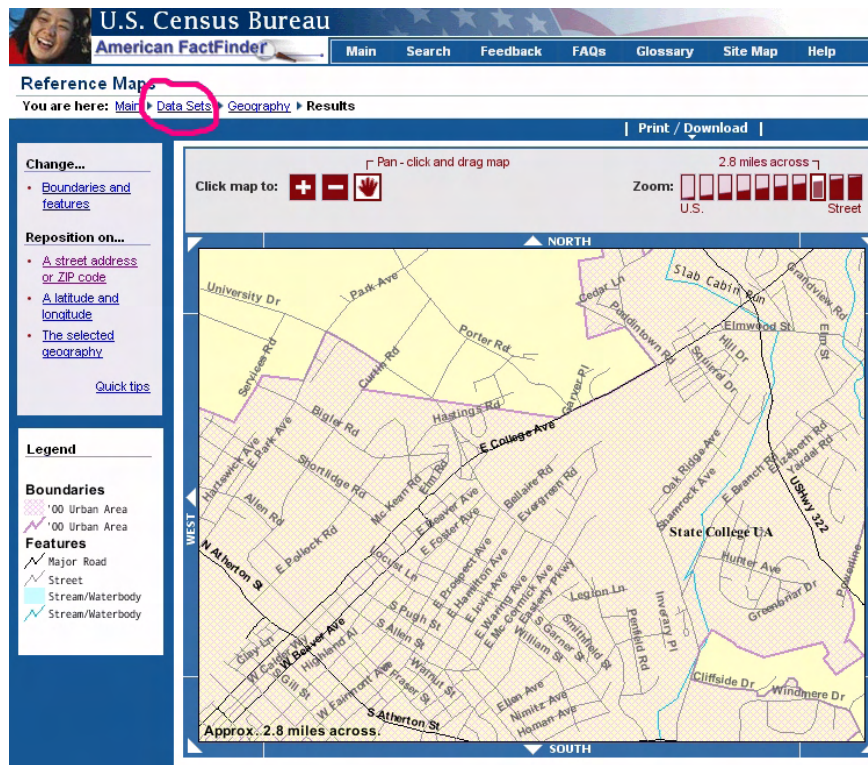 U.S. Census Bureau
American FactFinder
Main Search Feedback FAQs Glossary Site Map Help
Reference Maps
You are here: Main Data Sets Geography Results
| Print / Download |
Change...
Boundaries and
features
Reposition on...
A street address
or ZIP code
A latitude and
longitude
The selected
geography
Quick tips
Legend
Boundaries
'00 Urban Area
'00 Urban Area
Features
Major Road
Street
Stream/Waterbody
Stream/Waterbody
Pan - click and drag map
2.8 miles across
Click map to:
Zoom:
U.S. Street
NORTH
WEST
University Dr
Park Ave
Cedar Ln
Slab Cabin Run
Grandview Rd
Puddintown Rd
Elmwood St
Elm St
Services Rd
Curtin Rd
Porter Rd
Hill Dr
Squirrel Dr
Garver Pl
Hastings Rd
Bigler Rd
E College Ave
Hartswick Ave
E Park Ave
Shortlidge Rd
Mc Kean Rd
Elm Rd
Bellaire Rd
Evergreen Rd
Oak Ridge Ave
Shamrock Ave
E Branch Rd
Elizabeth Rd
Yardal Rd
USHwy 322
Allen Rd
E Pollock Rd
E Beaver Ave
E Foster Ave
State College UA
N Atherton St
Locust Ln
E Prospect Ave
E Hamilton Ave
E Irvin Ave
E Waring Ave
E Mc Cormick Ave
Easterly Pkwy
Hunter Ave
Powerline
Legion Ln
Greenbriar Dr
S Pugh St
S Allen St
William St
S Garner St
Smithfield St
Penfield Rd
Inverary Pl
Clay Ln
W Calder Wy
W Beaver Ave
Highland Al
S Gill St
W Fairmont Ave
S Fraser St
Walnut St
Cliffside Dr
Windmere Dr
Ellen Ave
Nimitz Ave
Homan Ave
S Atherton St
Approx. 2.8 miles across.
SOUTH